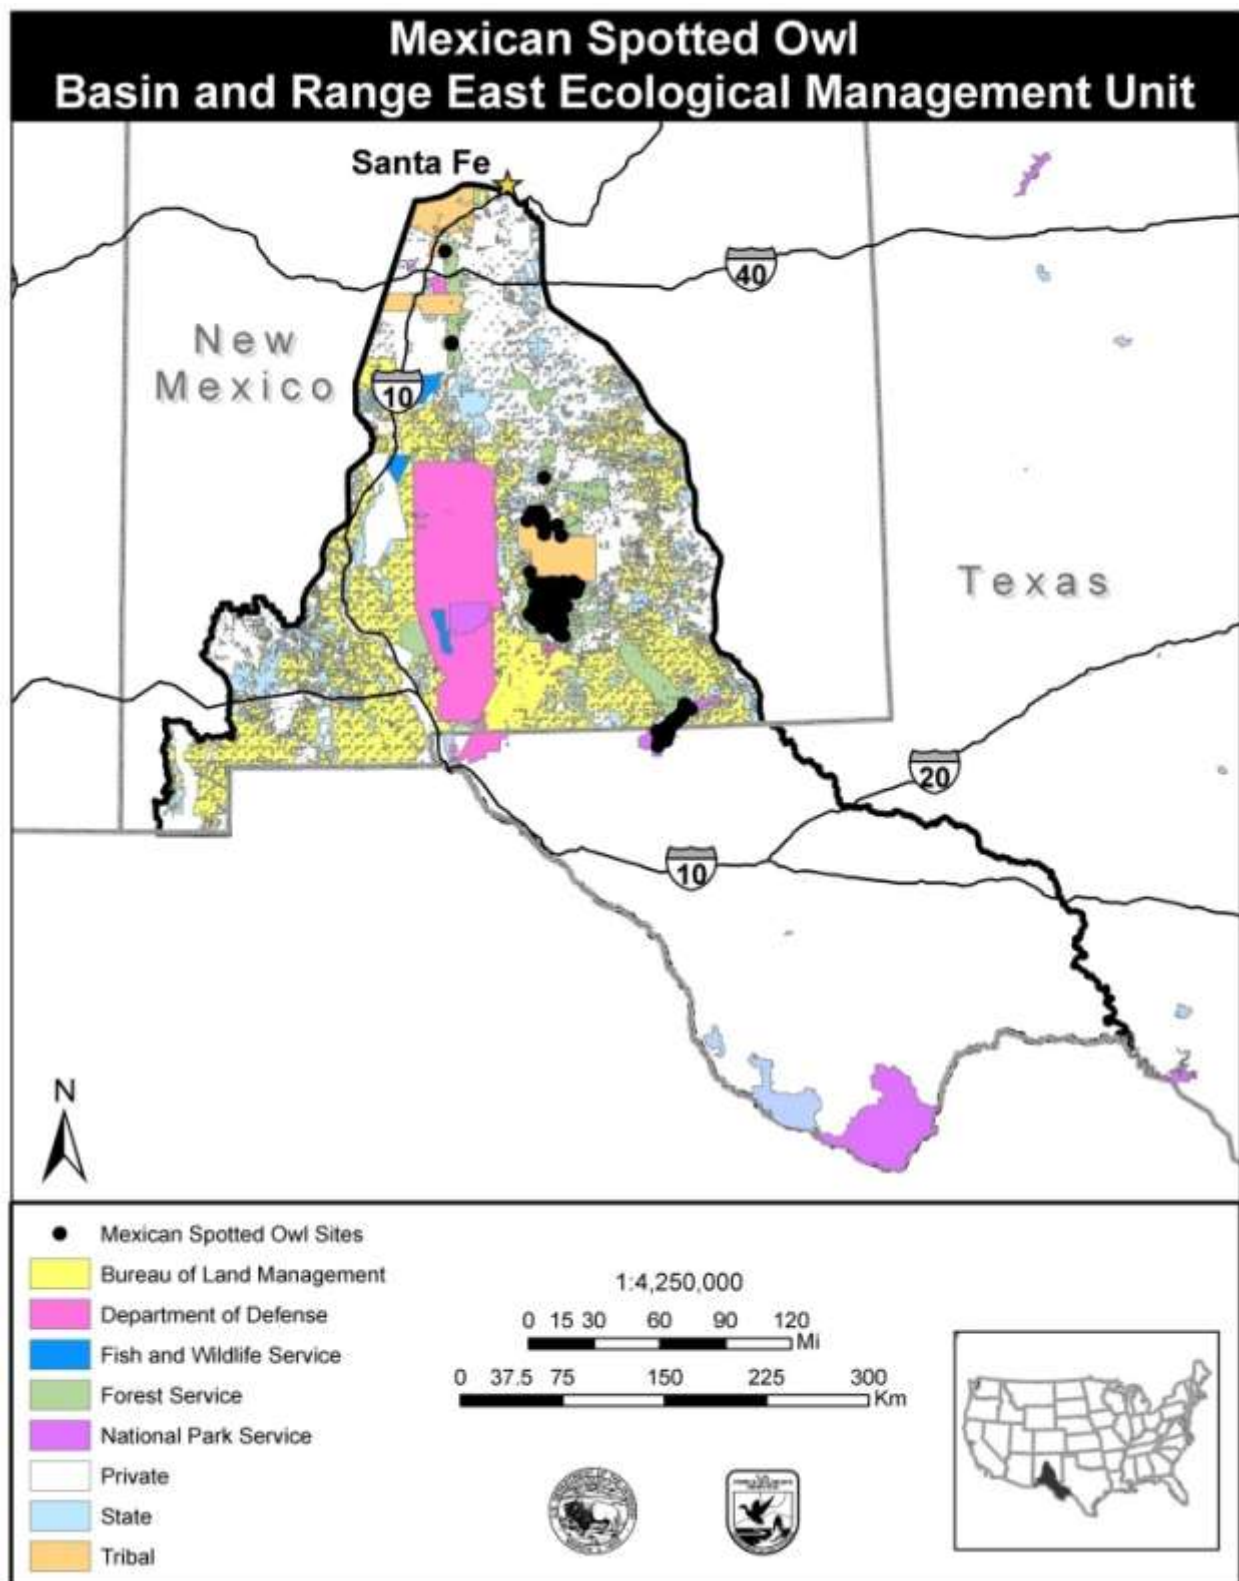 Mexican Spotted Owl
Basin and Range East Ecological Management Unit
Santa Fe
40
New
Mexico
10
Texas
20
10
N
Mexican Spotted Owl Sites
Bureau of Land Management
Department of Defense
Fish and Wildlife Service
Forest Service
National Park Service
Private
State
Tribal
1:4,250,000
0 15 30 60 90 120
Mi
0 37.5 75 150 225 300
Km